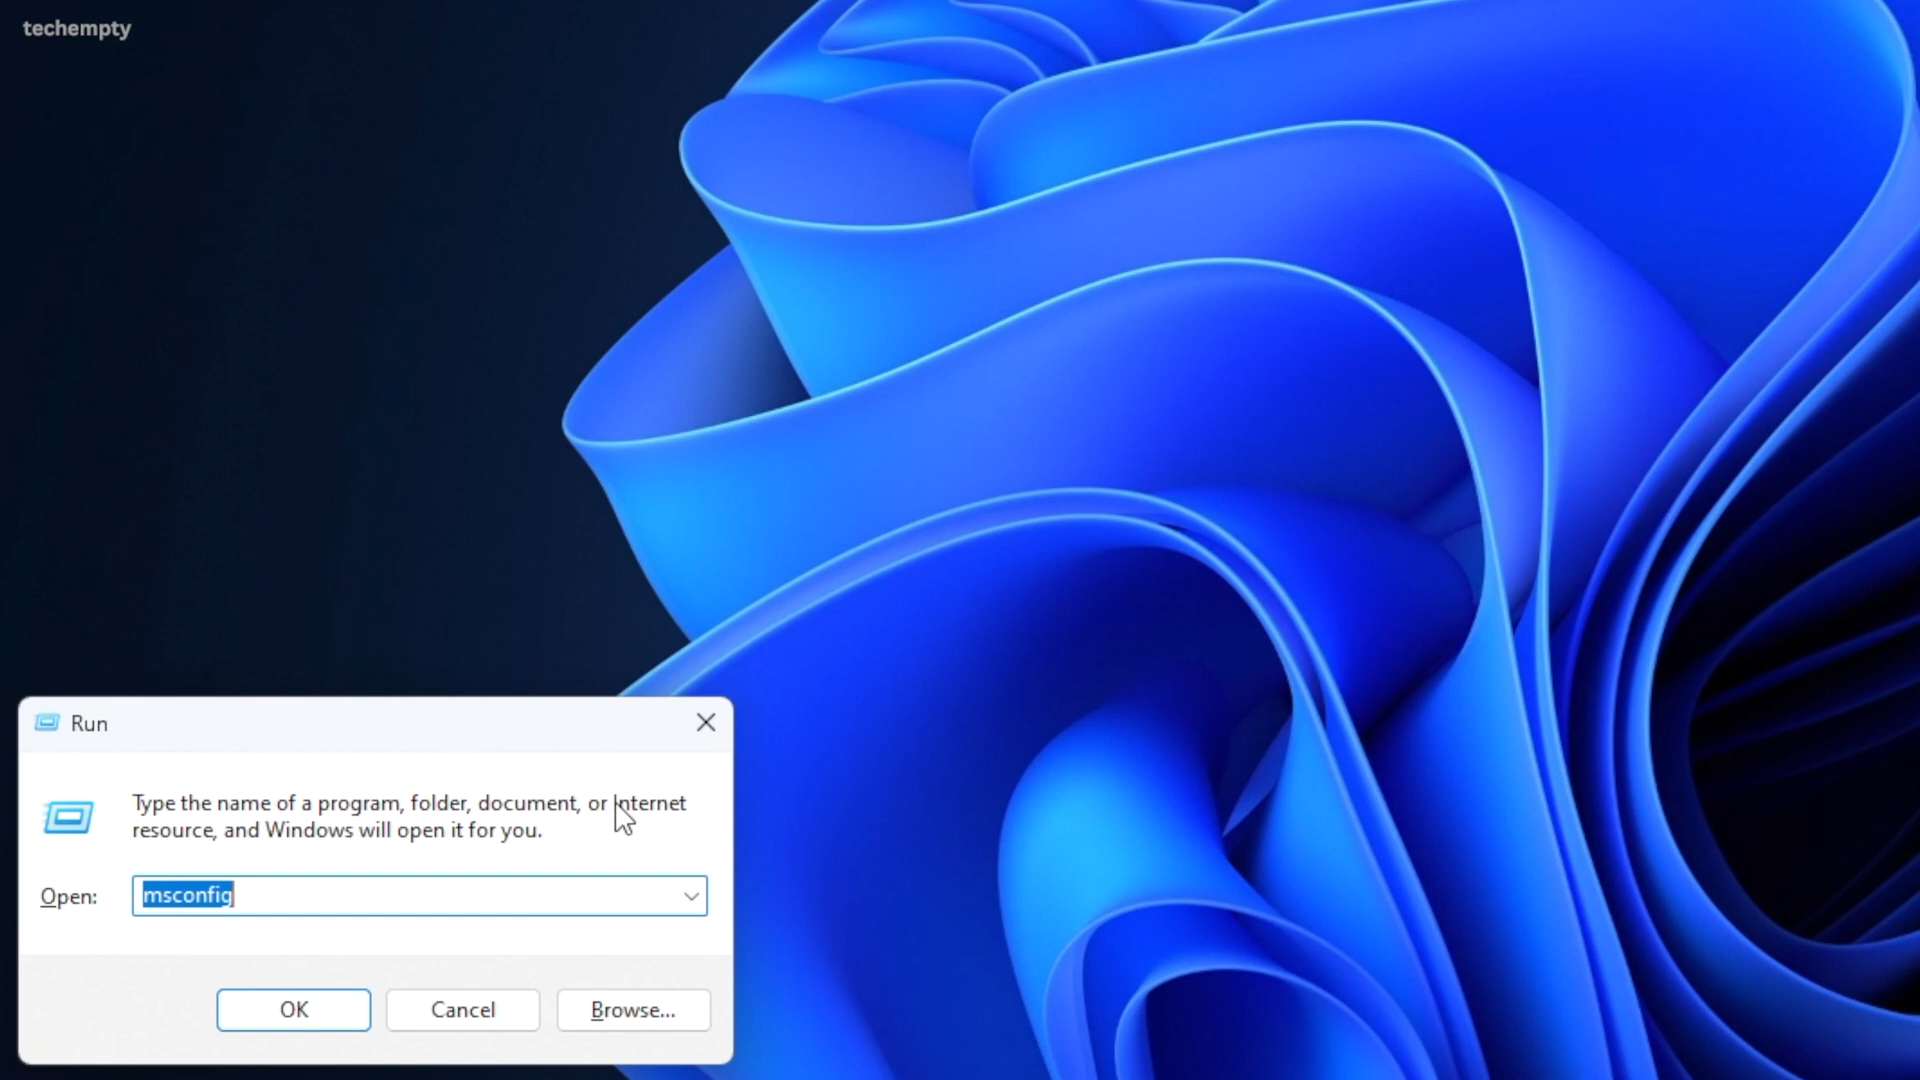 techempty
Run
Type the name of a program, folder, document, or Internet
resource, and Windows will open it for you.
Open:
msconfig
OK
Cancel
Browse...